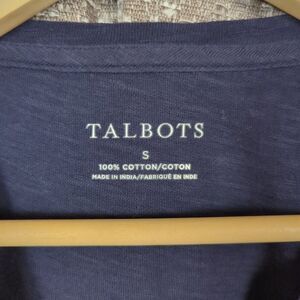 TALBOTS
S
100% COTTON/COTON
MADE IN INDIA/FABRIQUÉ EN INDE